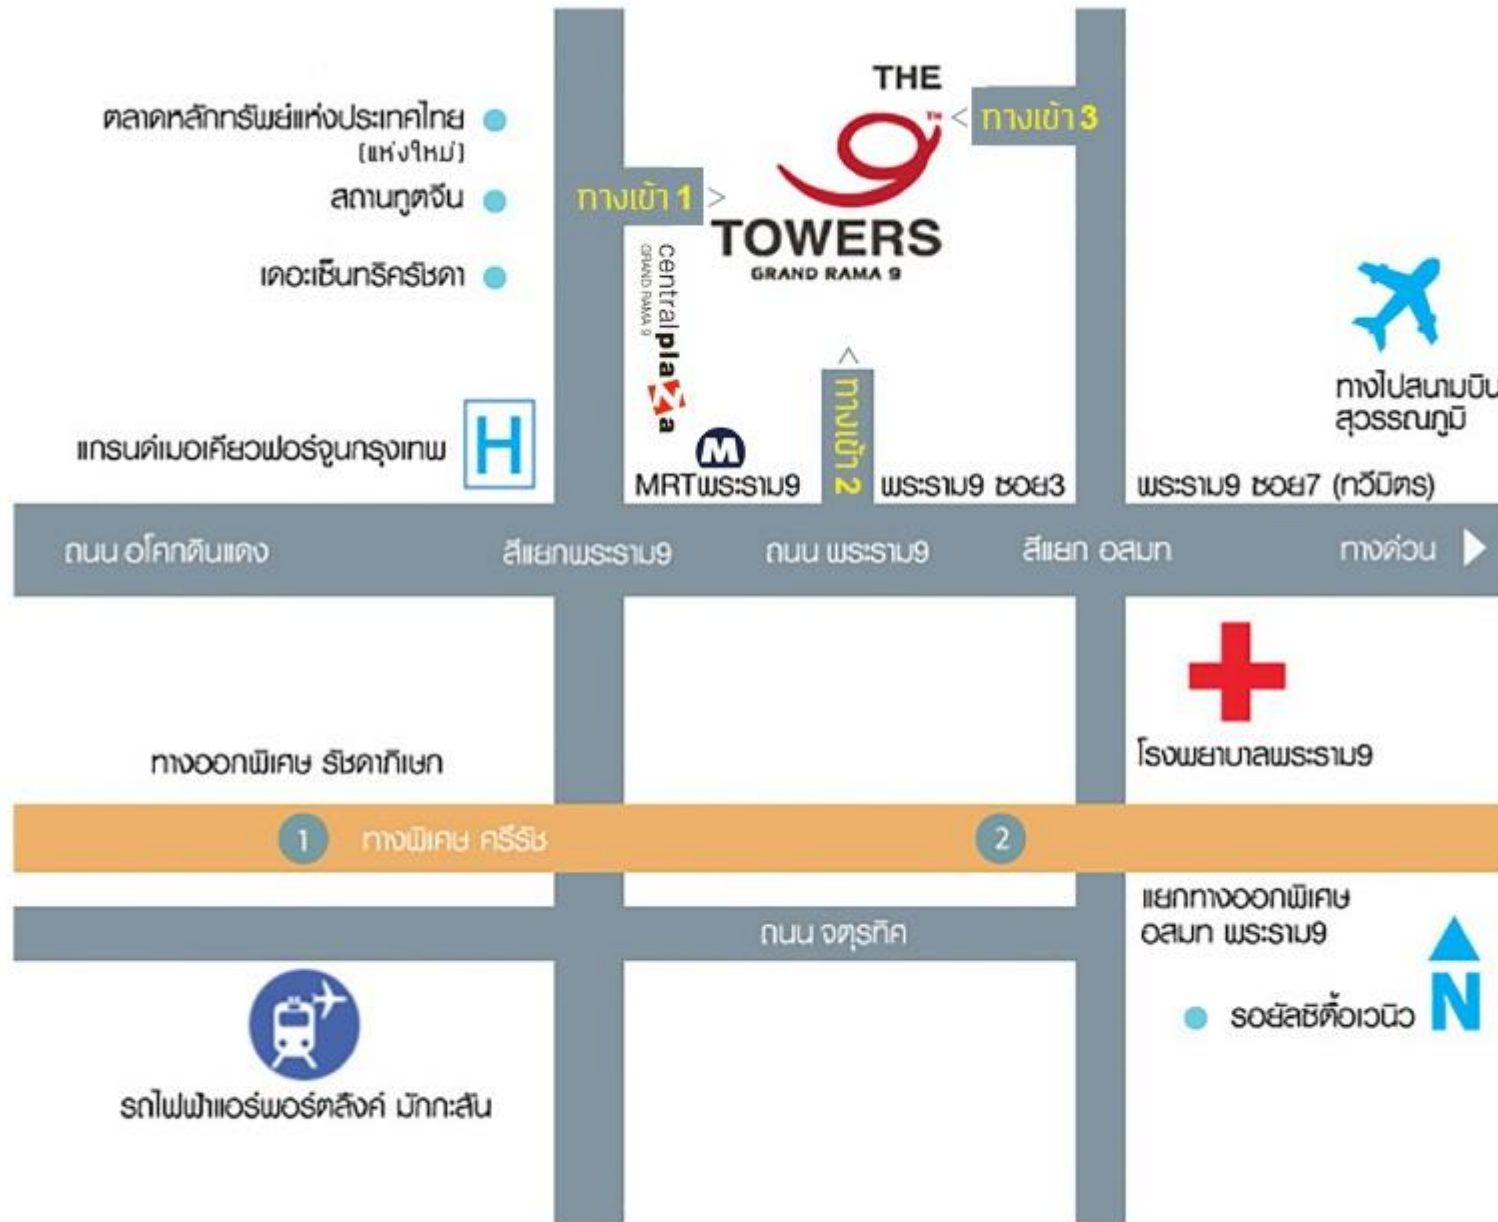 THE
9 TM
TOWERS
GRAND RAMA 9
ทางเข้า 3
ทางเข้า 1
ตลาดหลักทรัพย์แห่งประเทศไทย
(แห่งใหม่)
สถานทูตจีน
เดอะเซ็นทริครัชดา
centralplaza
GRAND RAMA 9
ทางเข้า 2
ทางไปสนามบิน
สุวรรณภูมิ
แกรนด์เมอเคียวฟอร์จูนกรุงเทพ
H
M
MRTพระราม9
พระราม9 ซอย3
พระราม9 ซอย7 (ทวีมิตร)
ถนน อโศกดินแดง
สี่แยกพระราม9
ถนน พระราม9
สี่แยก อสมท
ทางด่วน
โรงพยาบาลพระราม9
ทางออกพิเศษ รัชดาภิเษก
1
ทางพิเศษ ศรีรัช
2
แยกทางออกพิเศษ
อสมท พระราม9
ถนน จตุรทิศ
N
รอยัลซิตี้อเวนิว
รถไฟฟ้าแอร์พอร์ตลิงค์ มักกะสัน